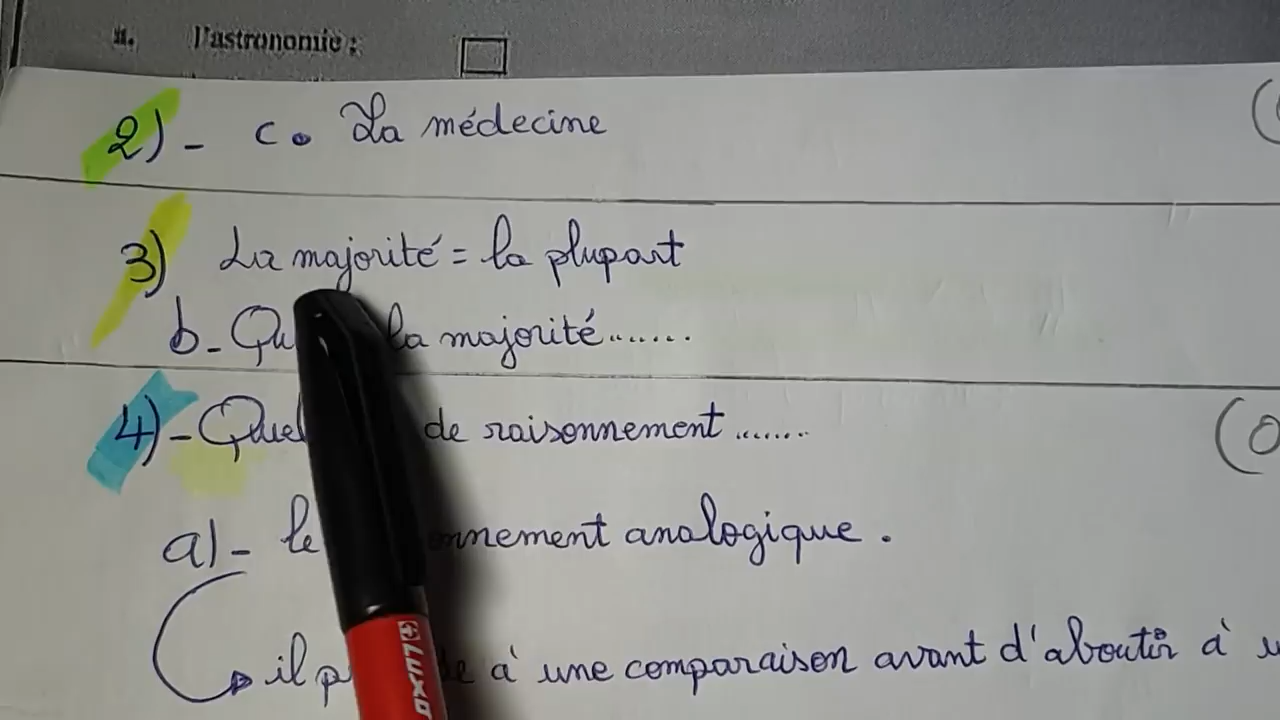 l'astronomie :
2) - c. La médecine
3) La majorité = la plupart
b - la majorité.......
4) - de raisonnement .......
a) - le analogique.
il à une comparaison avant d'aboutir à
LUXO